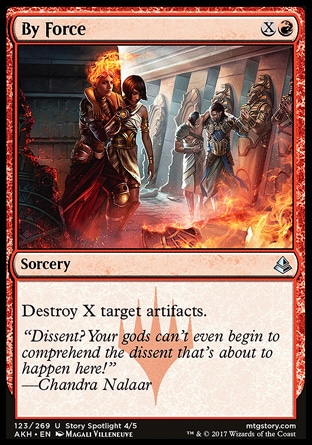 By Force X R
Sorcery
Destroy X target artifacts.
“Dissent? Your gods can’t even begin to
comprehend the dissent that’s about to
happen here!”
—Chandra Nalaar
123/269 U Story Spotlight 4/5
AKH • EN Magali Villeneuve
mtgstory.com
™ & © 2017 Wizards of the Coast